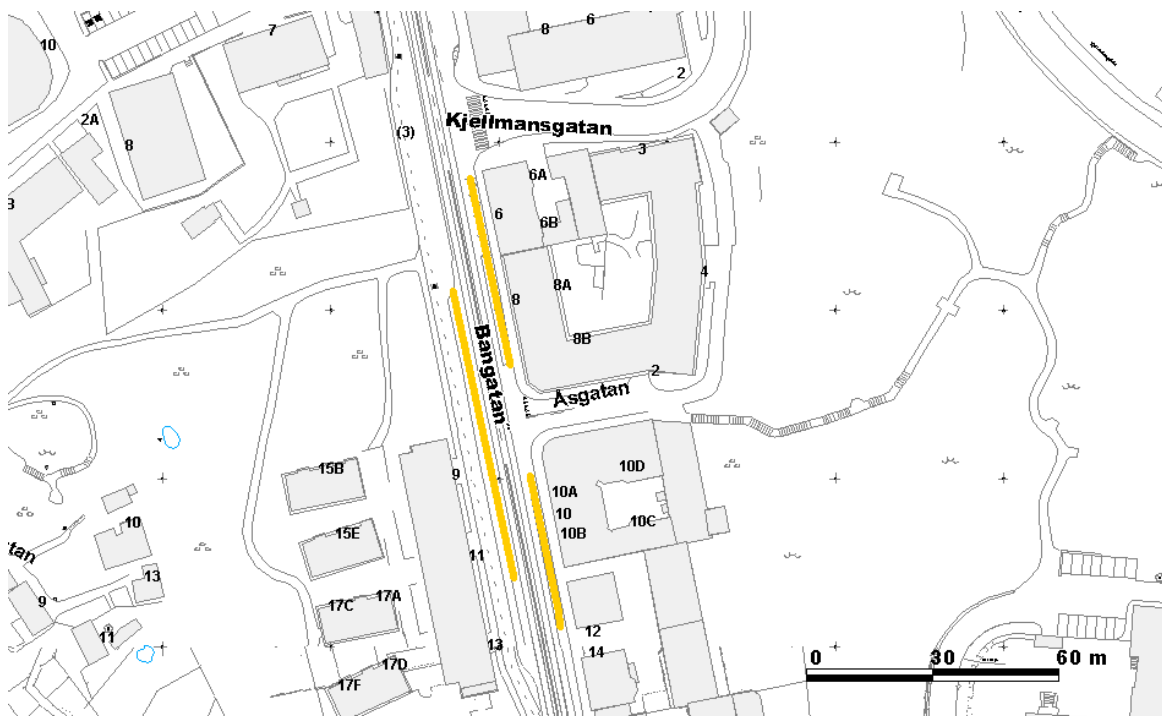 10
7
8
6
2
2A
8
(3)
Kjellmansgatan
3
6A
6
6B
4
8A
8
8B
Bangatan
2
Åsgatan
15B
9
10D
10A
10
10C
10B
10
15E
11
13
17C
17A
9
11
13
12
14
17D
17F
0 30 60 m